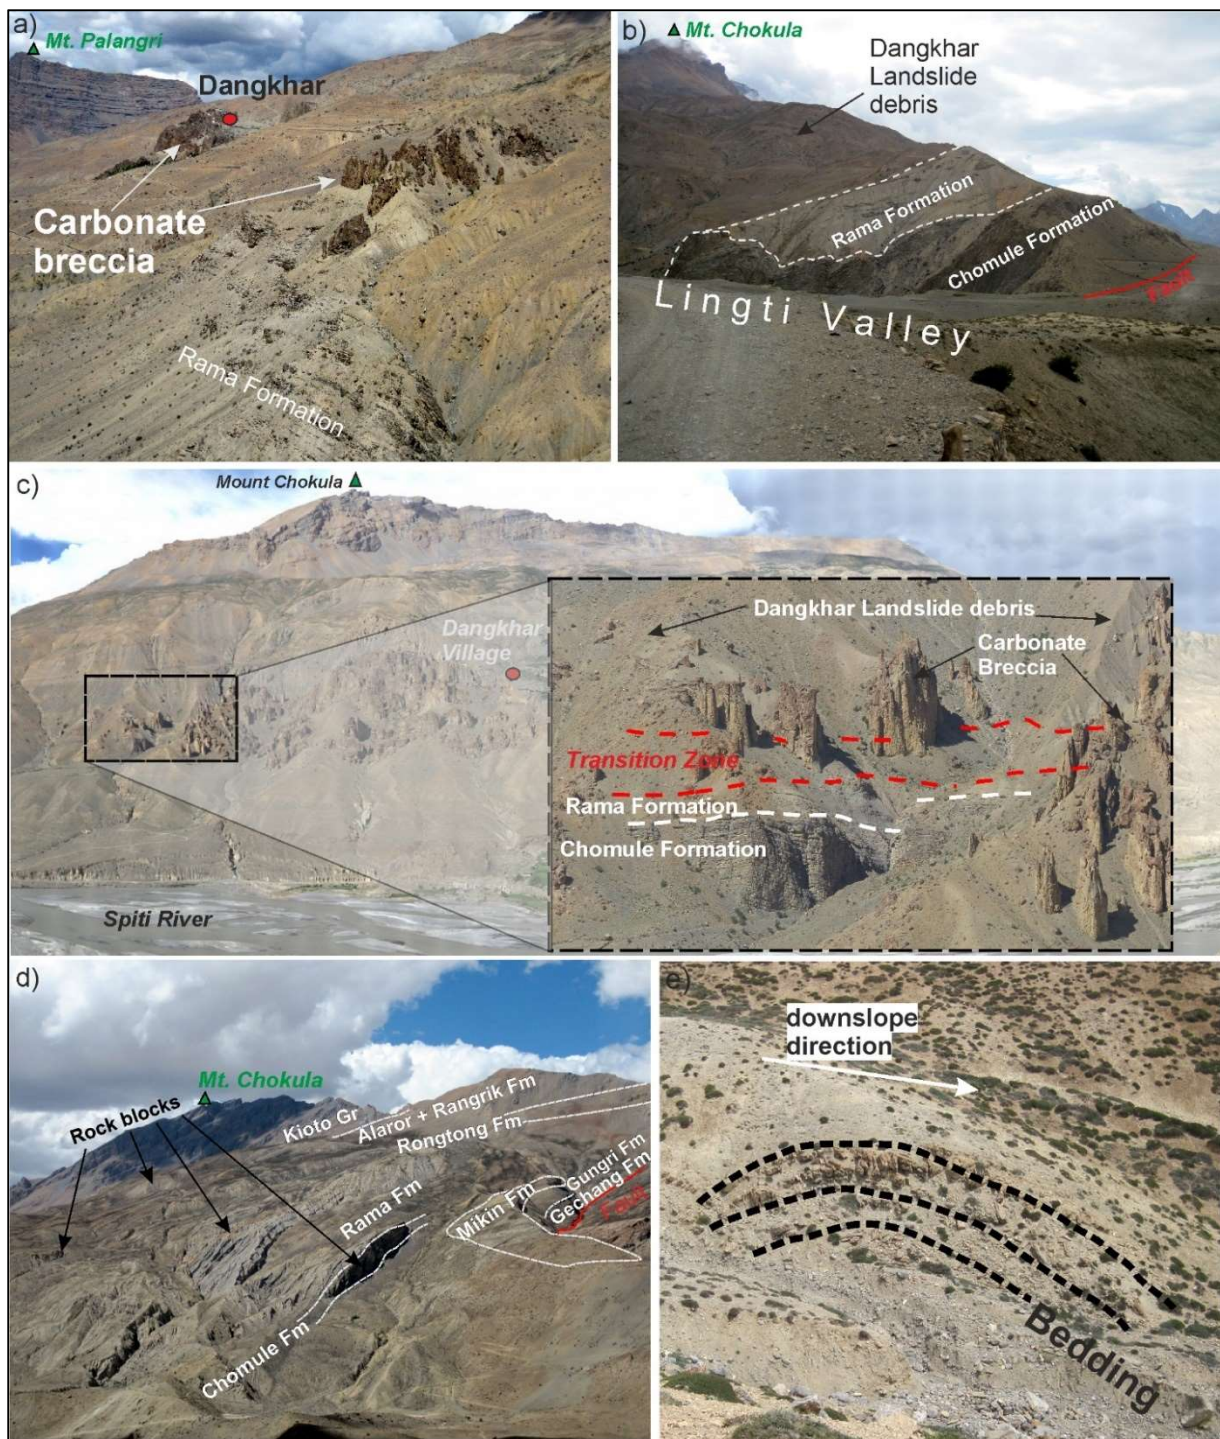 a)
Mt. Palangri
Dangkhar
Carbonate
breccia
Rama Formation
b)
Mt. Chokula
Dangkhar
Landslide
debris
Rama Formation
Chomule Formation
Fault
Lingti Valley
c)
Mount Chokula
Dangkhar
Village
Spiti River
Dangkhar Landslide debris
Carbonate
Breccia
Transition Zone
Rama Formation
Chomule Formation
d)
Mt. Chokula
Rock blocks
Kioto Gr
Alaror + Rangrik Fm
Rongtong Fm
Gungri Fm
Gechang Fm
Fault
Mikin Fm
Rama Fm
Chomule Fm
e)
downslope
direction
Bedding